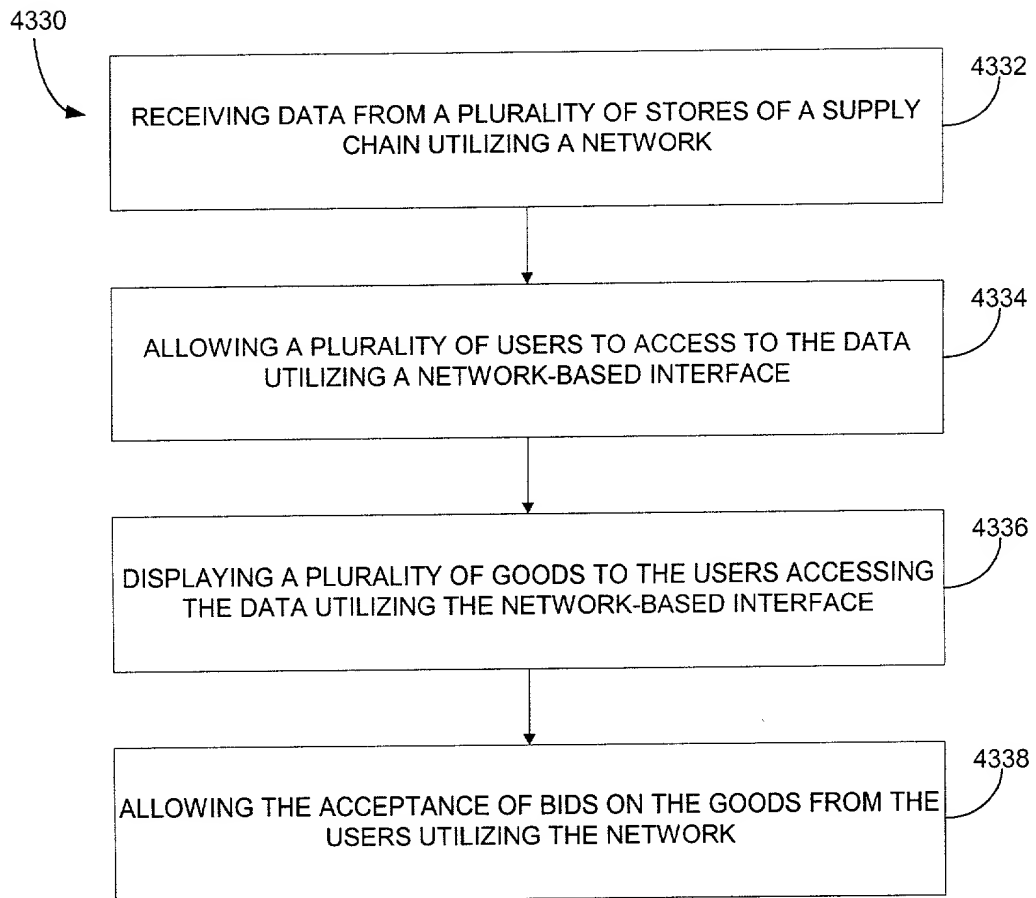 4330
4332
RECEIVING DATA FROM A PLURALITY OF STORES OF A SUPPLY
CHAIN UTILIZING A NETWORK
4334
ALLOWING A PLURALITY OF USERS TO ACCESS TO THE DATA
UTILIZING A NETWORK-BASED INTERFACE
4336
DISPLAYING A PLURALITY OF GOODS TO THE USERS ACCESSING
THE DATA UTILIZING THE NETWORK-BASED INTERFACE
4338
ALLOWING THE ACCEPTANCE OF BIDS ON THE GOODS FROM THE
USERS UTILIZING THE NETWORK